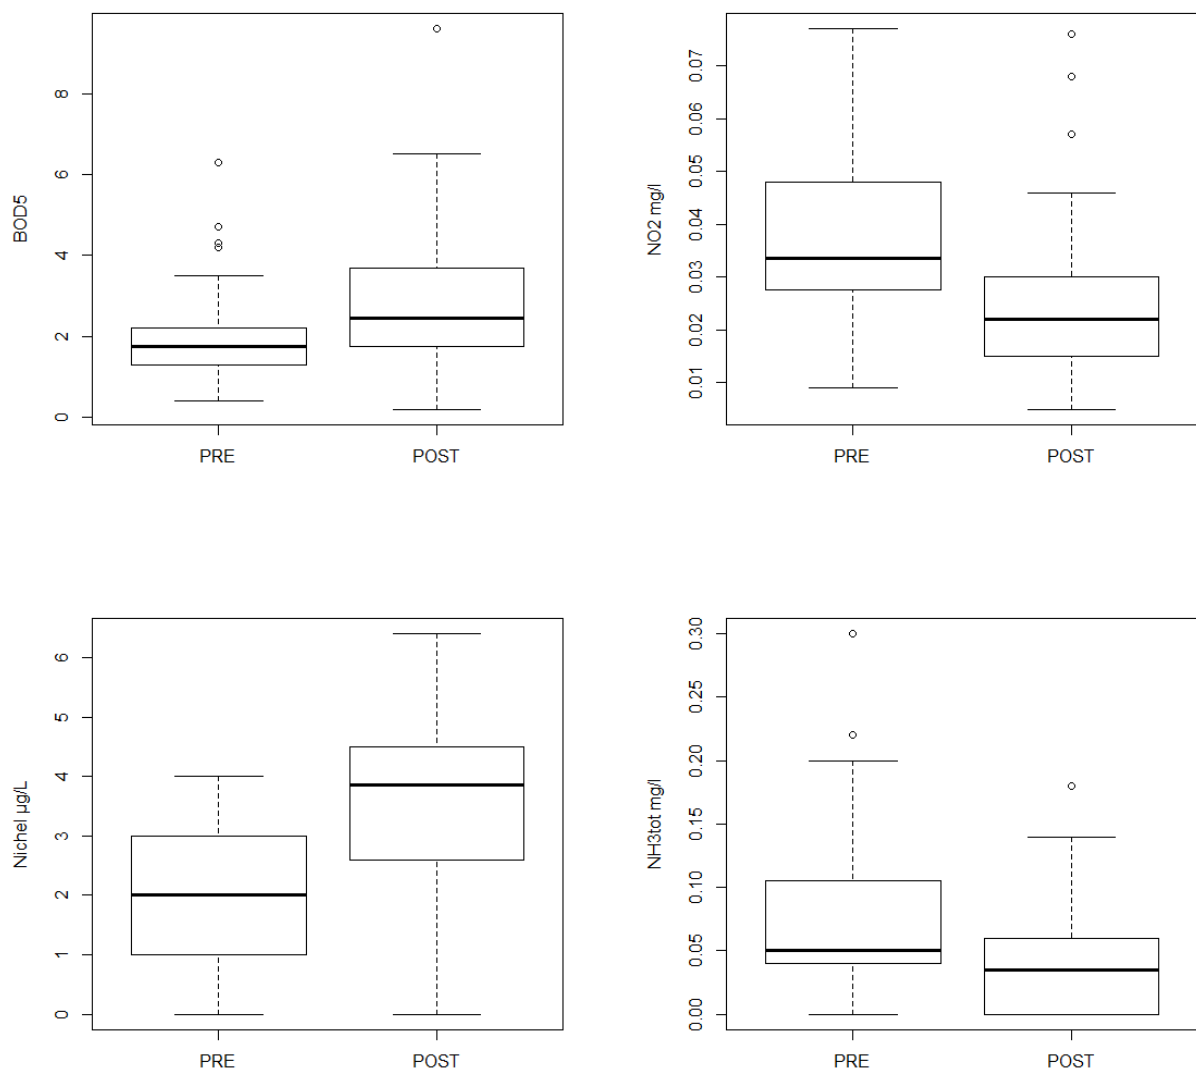 BOD5
8
6
4
2
0
PRE
POST
NO2 mg/l
0.07
0.06
0.05
0.04
0.03
0.02
0.01
PRE
POST
Nichel µg/L
6
5
4
3
2
1
0
PRE
POST
NH3tot mg/l
0.30
0.25
0.20
0.15
0.10
0.05
0.00
PRE
POST